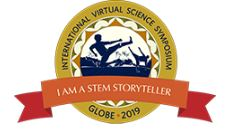 INTERNATIONAL VIRTUAL SCIENCE SYMPOSIUM
I AM A STEM STORYTELLER
GLOBE - 2019